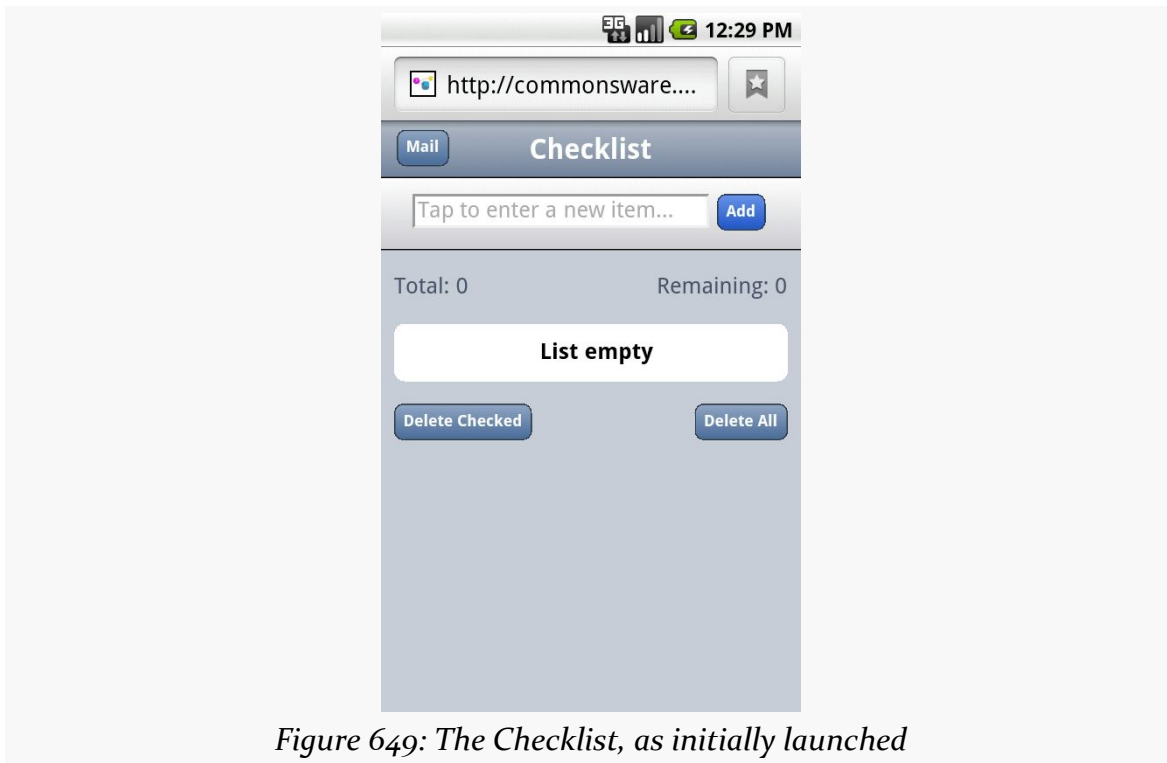 3G 12:29 PM
http://commonsware....
Mail Checklist
Tap to enter a new item... Add
Total: 0 Remaining: 0
List empty
Delete Checked Delete All
Figure 649: The Checklist, as initially launched